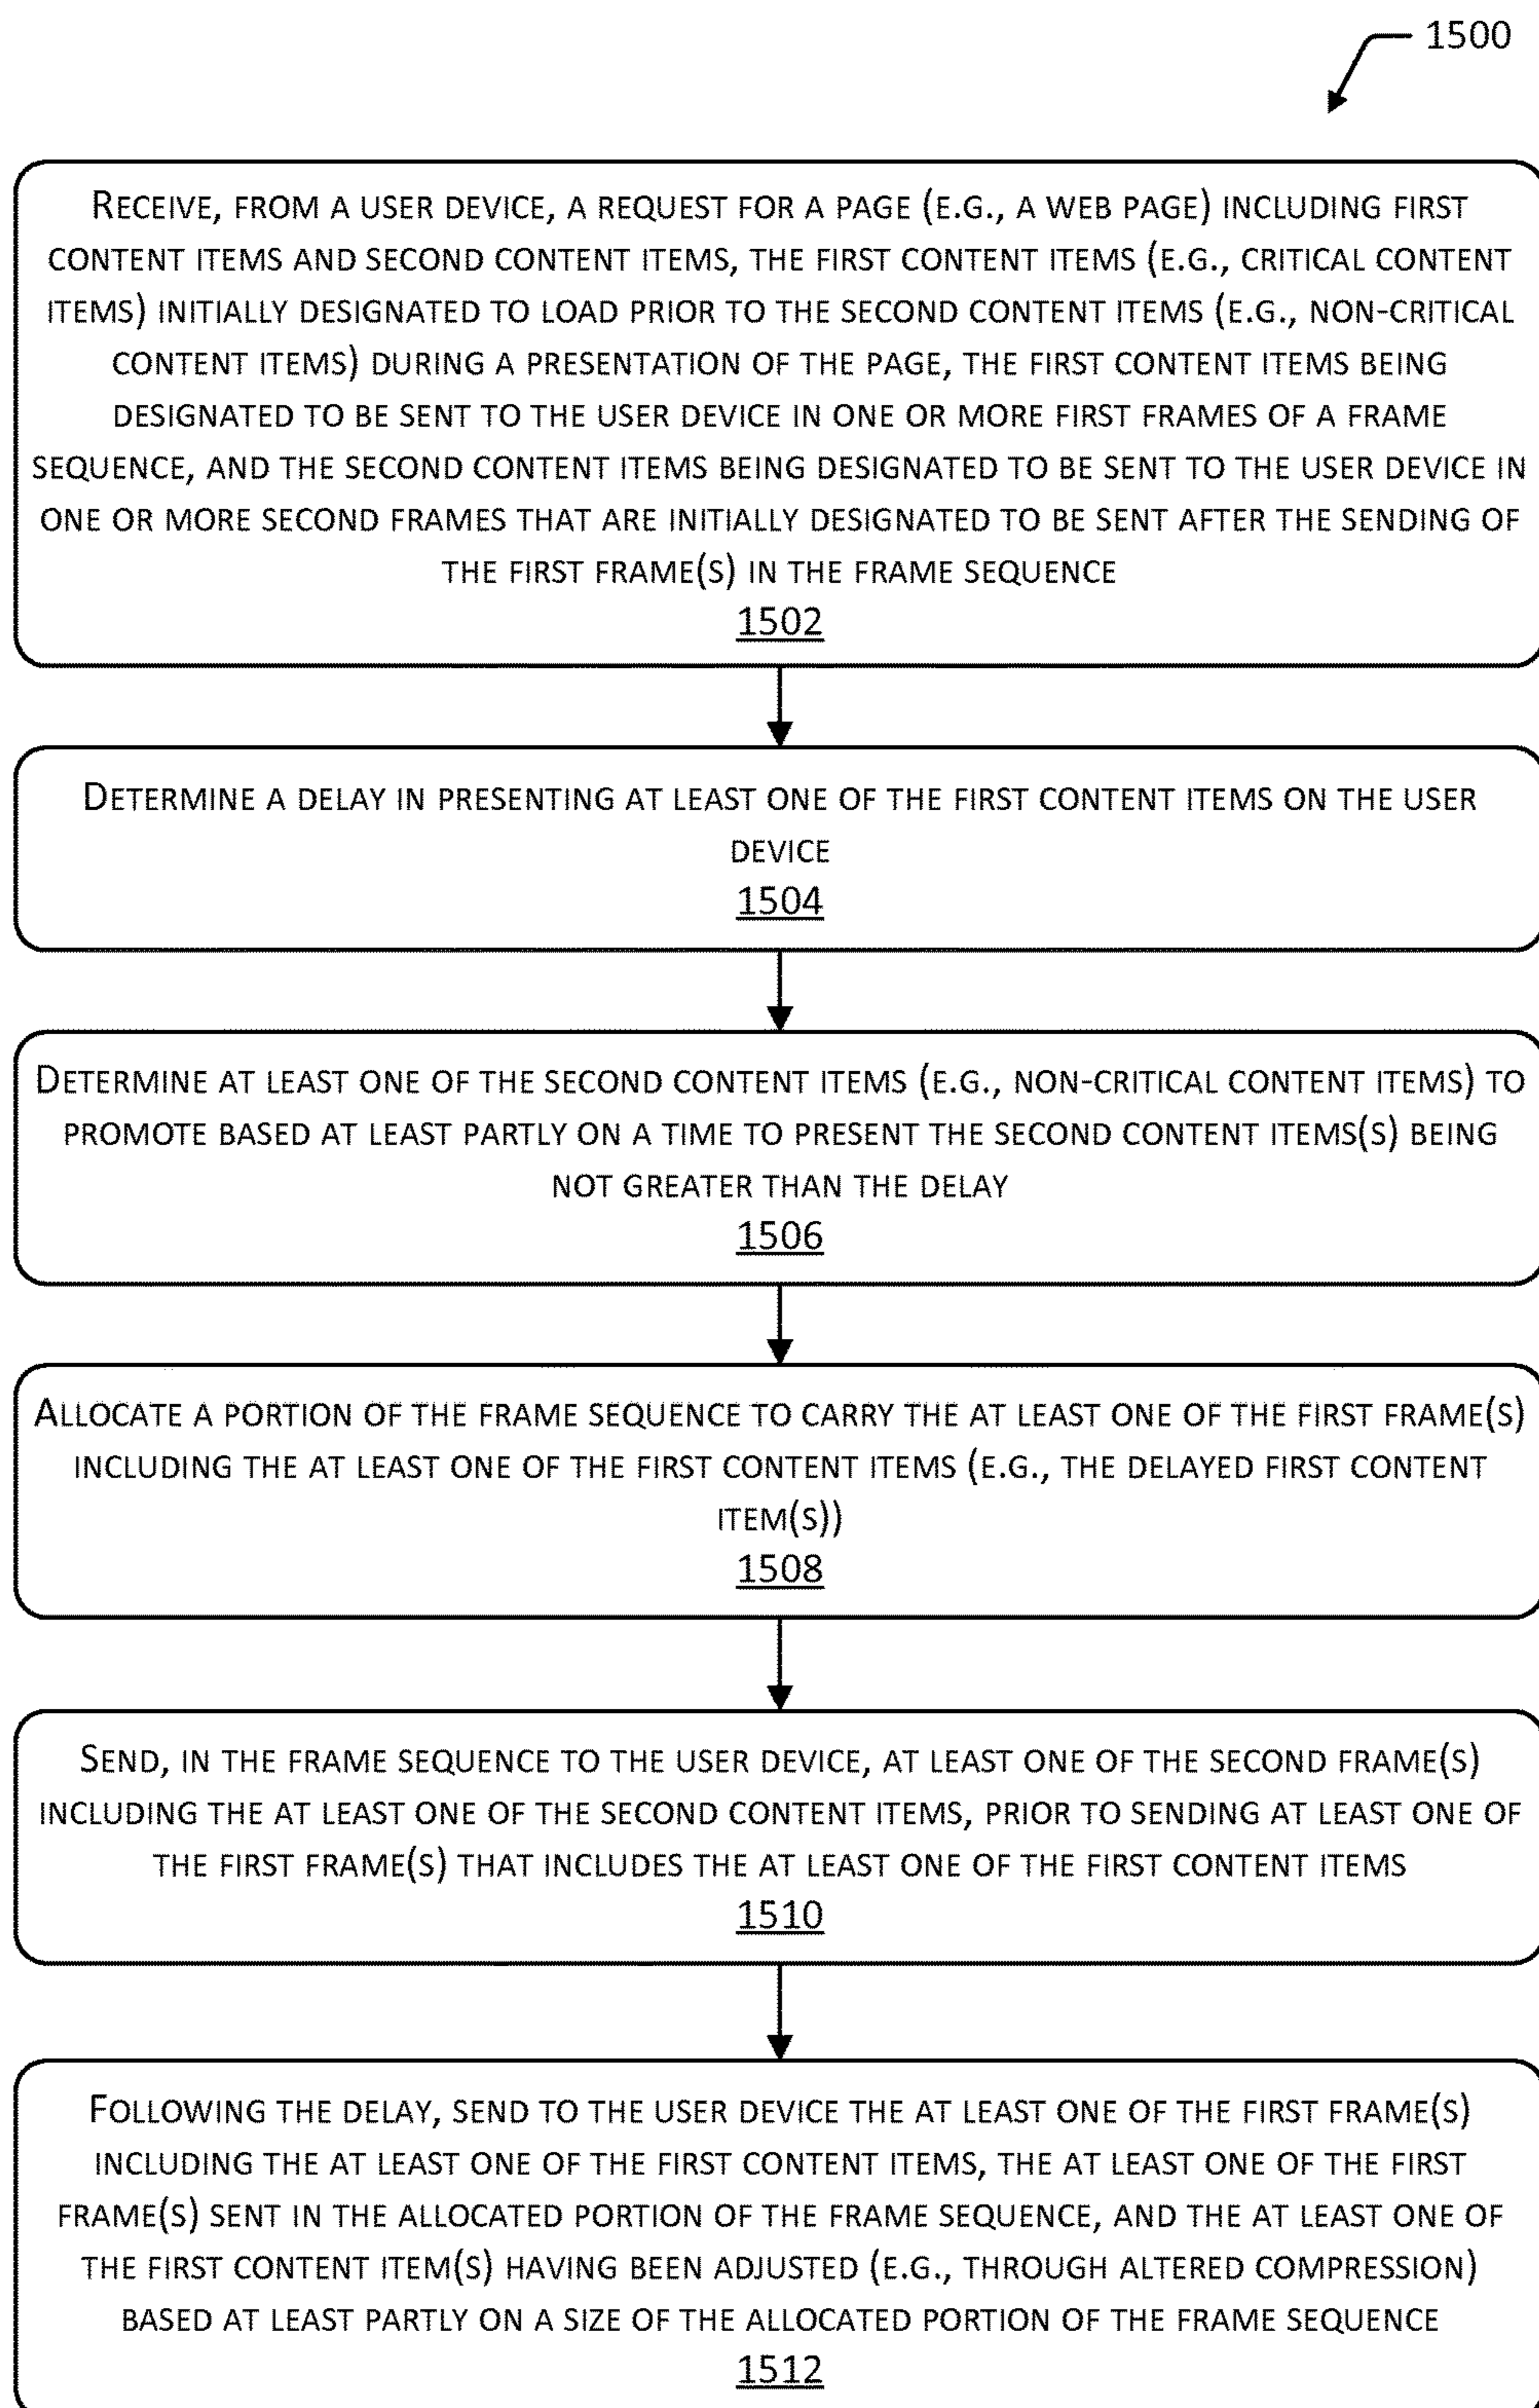 1500
RECEIVE, FROM A USER DEVICE, A REQUEST FOR A PAGE (E.G., A WEB PAGE) INCLUDING FIRST
CONTENT ITEMS AND SECOND CONTENT ITEMS, THE FIRST CONTENT ITEMS (E.G., CRITICAL CONTENT
ITEMS) INITIALLY DESIGNATED TO LOAD PRIOR TO THE SECOND CONTENT ITEMS (E.G., NON-CRITICAL
CONTENT ITEMS) DURING A PRESENTATION OF THE PAGE, THE FIRST CONTENT ITEMS BEING
DESIGNATED TO BE SENT TO THE USER DEVICE IN ONE OR MORE FIRST FRAMES OF A FRAME
SEQUENCE, AND THE SECOND CONTENT ITEMS BEING DESIGNATED TO BE SENT TO THE USER DEVICE IN
ONE OR MORE SECOND FRAMES THAT ARE INITIALLY DESIGNATED TO BE SENT AFTER THE SENDING OF
THE FIRST FRAME(S) IN THE FRAME SEQUENCE
1502
DETERMINE A DELAY IN PRESENTING AT LEAST ONE OF THE FIRST CONTENT ITEMS ON THE USER
DEVICE
1504
DETERMINE AT LEAST ONE OF THE SECOND CONTENT ITEMS (E.G., NON-CRITICAL CONTENT ITEMS) TO
PROMOTE BASED AT LEAST PARTLY ON A TIME TO PRESENT THE SECOND CONTENT ITEMS(S) BEING
NOT GREATER THAN THE DELAY
1506
ALLOCATE A PORTION OF THE FRAME SEQUENCE TO CARRY THE AT LEAST ONE OF THE FIRST FRAME(S)
INCLUDING THE AT LEAST ONE OF THE FIRST CONTENT ITEMS (E.G., THE DELAYED FIRST CONTENT
ITEM(S))
1508
SEND, IN THE FRAME SEQUENCE TO THE USER DEVICE, AT LEAST ONE OF THE SECOND FRAME(S)
INCLUDING THE AT LEAST ONE OF THE SECOND CONTENT ITEMS, PRIOR TO SENDING AT LEAST ONE OF
THE FIRST FRAME(S) THAT INCLUDES THE AT LEAST ONE OF THE FIRST CONTENT ITEMS
1510
FOLLOWING THE DELAY, SEND TO THE USER DEVICE THE AT LEAST ONE OF THE FIRST FRAME(S)
INCLUDING THE AT LEAST ONE OF THE FIRST CONTENT ITEMS, THE AT LEAST ONE OF THE FIRST
FRAME(S) SENT IN THE ALLOCATED PORTION OF THE FRAME SEQUENCE, AND THE AT LEAST ONE OF
THE FIRST CONTENT ITEM(S) HAVING BEEN ADJUSTED (E.G., THROUGH ALTERED COMPRESSION)
BASED AT LEAST PARTLY ON A SIZE OF THE ALLOCATED PORTION OF THE FRAME SEQUENCE
1512